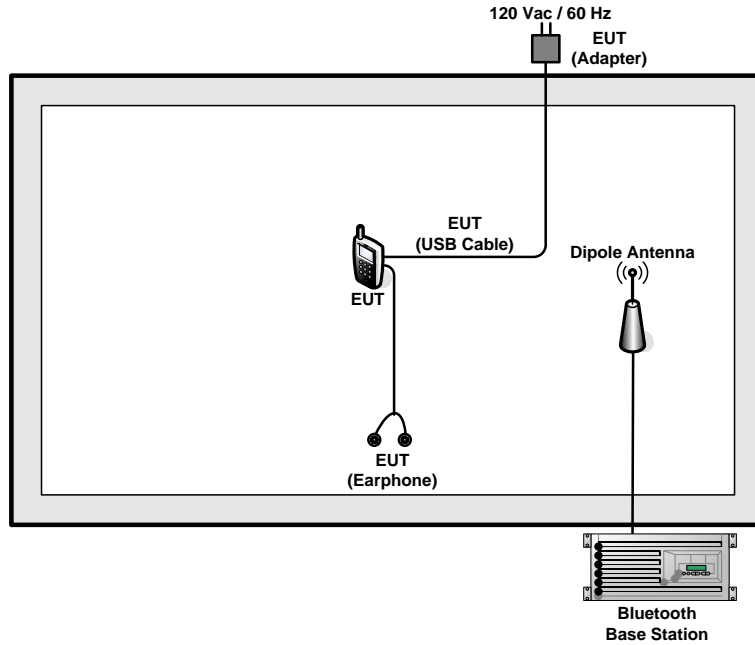 120 Vac / 60 Hz
EUT
(Adapter)
EUT
(USB Cable)
Dipole Antenna
EUT
EUT
(Earphone)
Bluetooth
Base Station